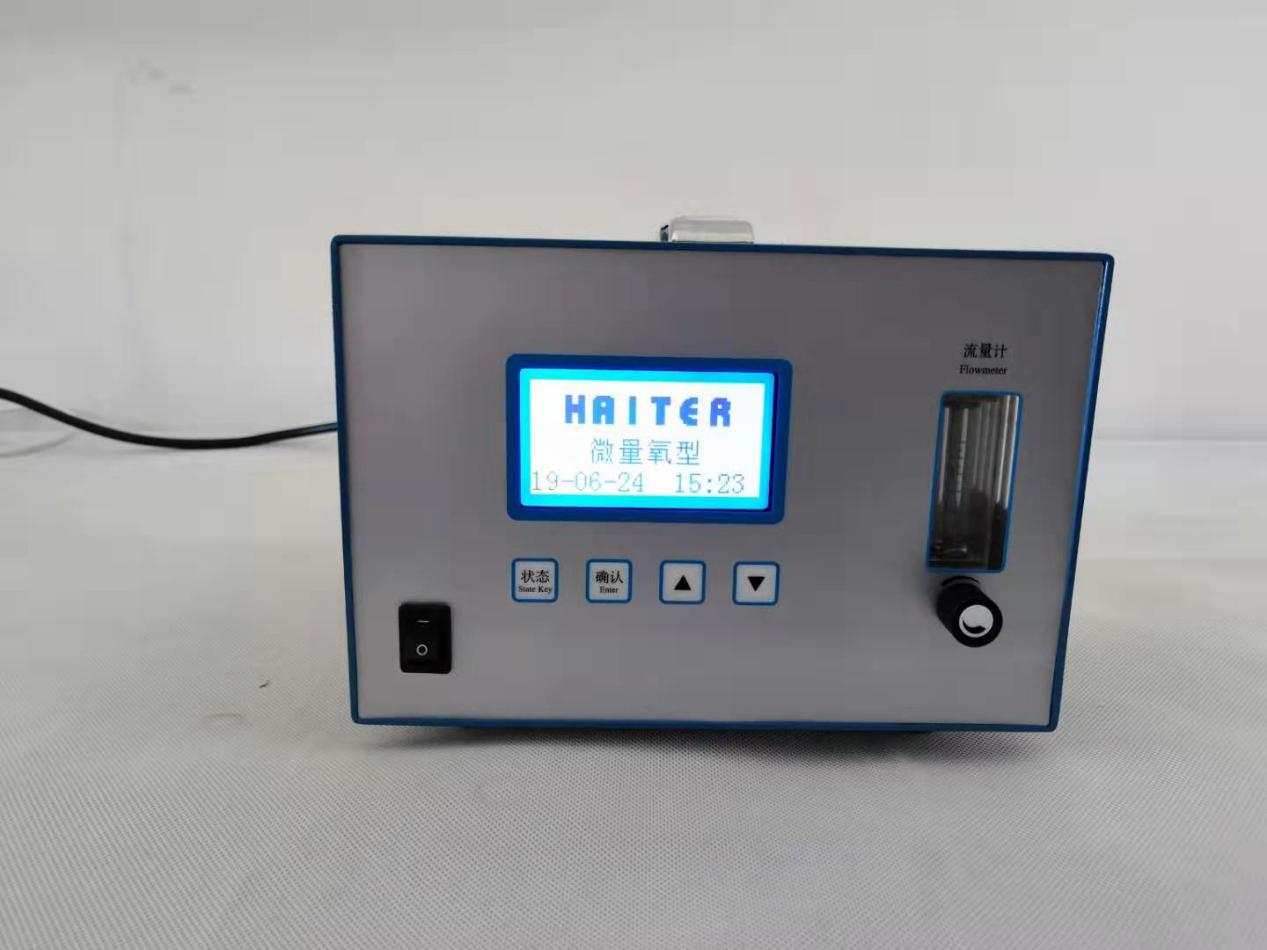 流量计
Flowmeter
HAITER
微量氧型
19-06-24 15:23
状态
State Key
确认
Enter
▲
▼
—
O